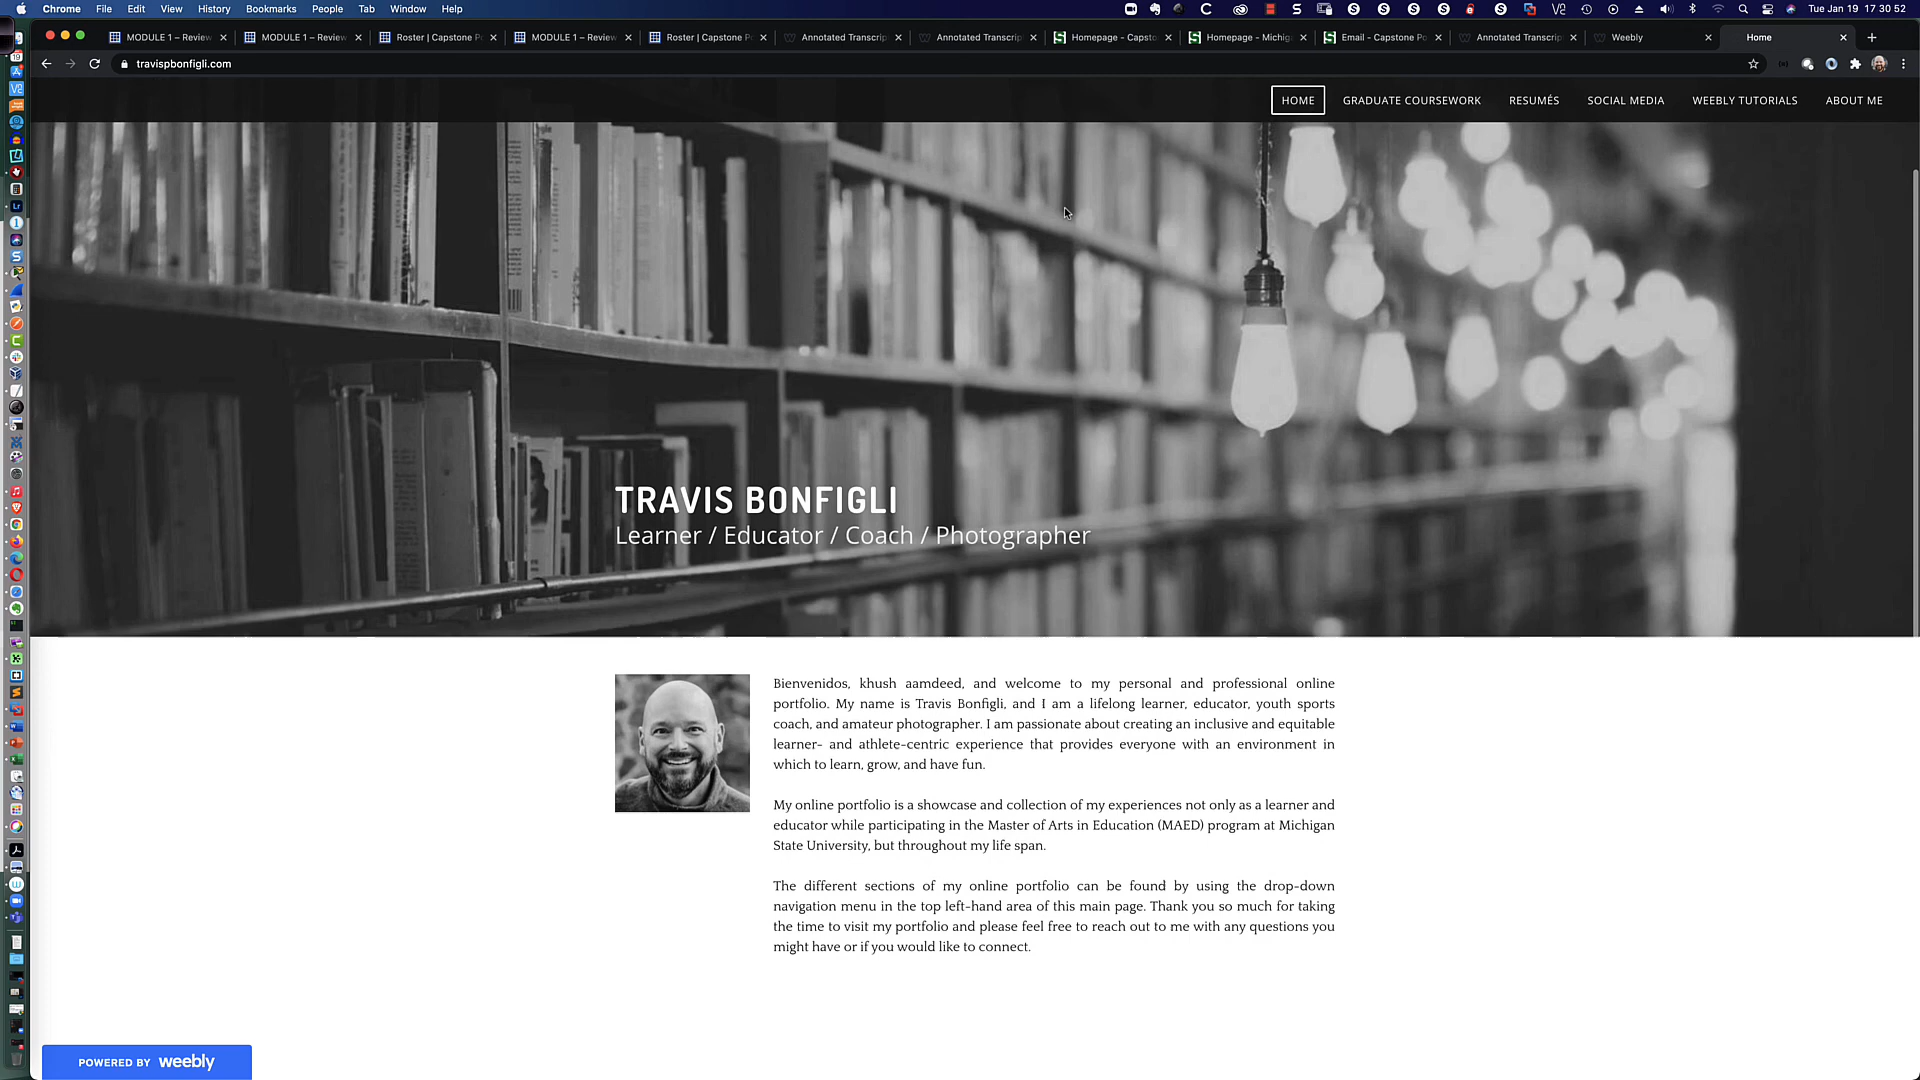 Chrome File Edit View History Bookmarks People Tab Window Help Tue Jan 19 17 30 52
MODULE 1 – Review MODULE 1 – Review Roster | Capstone P MODULE 1 – Review Roster | Capstone P Annotated Transcrip Annotated Transcrip Homepage - Capsto Homepage - Michig Email - Capstone Po Annotated Transcrip Weebly Home
travispbonfigli.com
HOME GRADUATE COURSEWORK RESUMÉS SOCIAL MEDIA WEEBLY TUTORIALS ABOUT ME
TRAVIS BONFIGLI
Learner / Educator / Coach / Photographer
Bienvenidos, khush aamdeed, and welcome to my personal and professional online
portfolio. My name is Travis Bonfigli, and I am a lifelong learner, educator, youth sports
coach, and amateur photographer. I am passionate about creating an inclusive and equitable
learner- and athlete-centric experience that provides everyone with an environment in
which to learn, grow, and have fun.
My online portfolio is a showcase and collection of my experiences not only as a learner and
educator while participating in the Master of Arts in Education (MAED) program at Michigan
State University, but throughout my life span.
The different sections of my online portfolio can be found by using the drop-down
navigation menu in the top left-hand area of this main page. Thank you so much for taking
the time to visit my portfolio and please feel free to reach out to me with any questions you
might have or if you would like to connect.
POWERED BY weebly